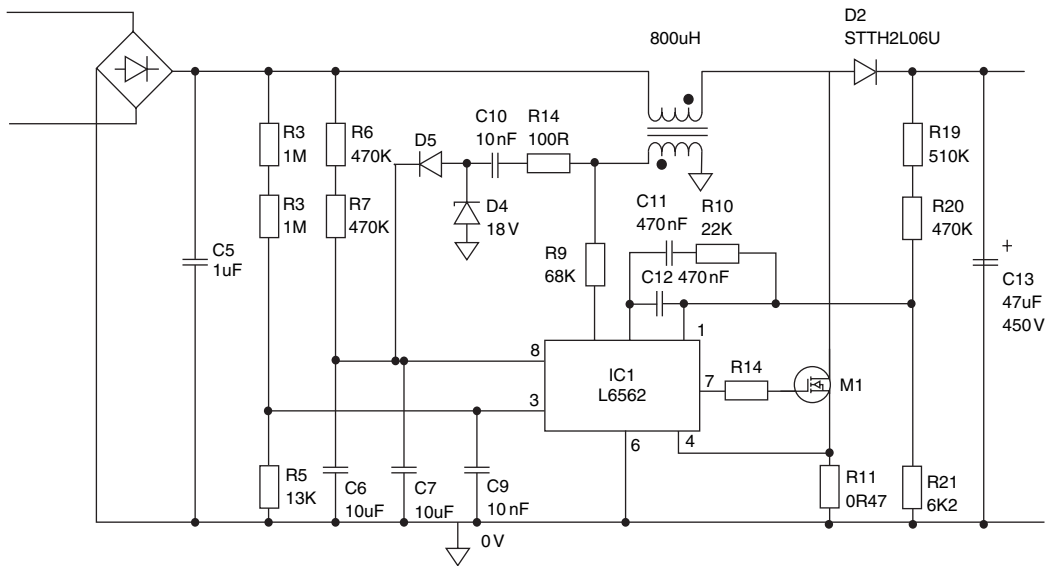 D2
STTH2L06U
800uH
C10
10nF
R14
100R
R3
1M
R6
470K
D5
R19
510K
R3
1M
R7
470K
D4
18V
C11
470nF
R10
22K
R20
470K
C5
1uF
R9
68K
C12 470nF
+
C13
47uF
450V
1
8
IC1
L6562
7
R14
M1
3
6
4
R5
13K
C6
10uF
C7
10uF
C9
10nF
R11
0R47
R21
6K2
0V